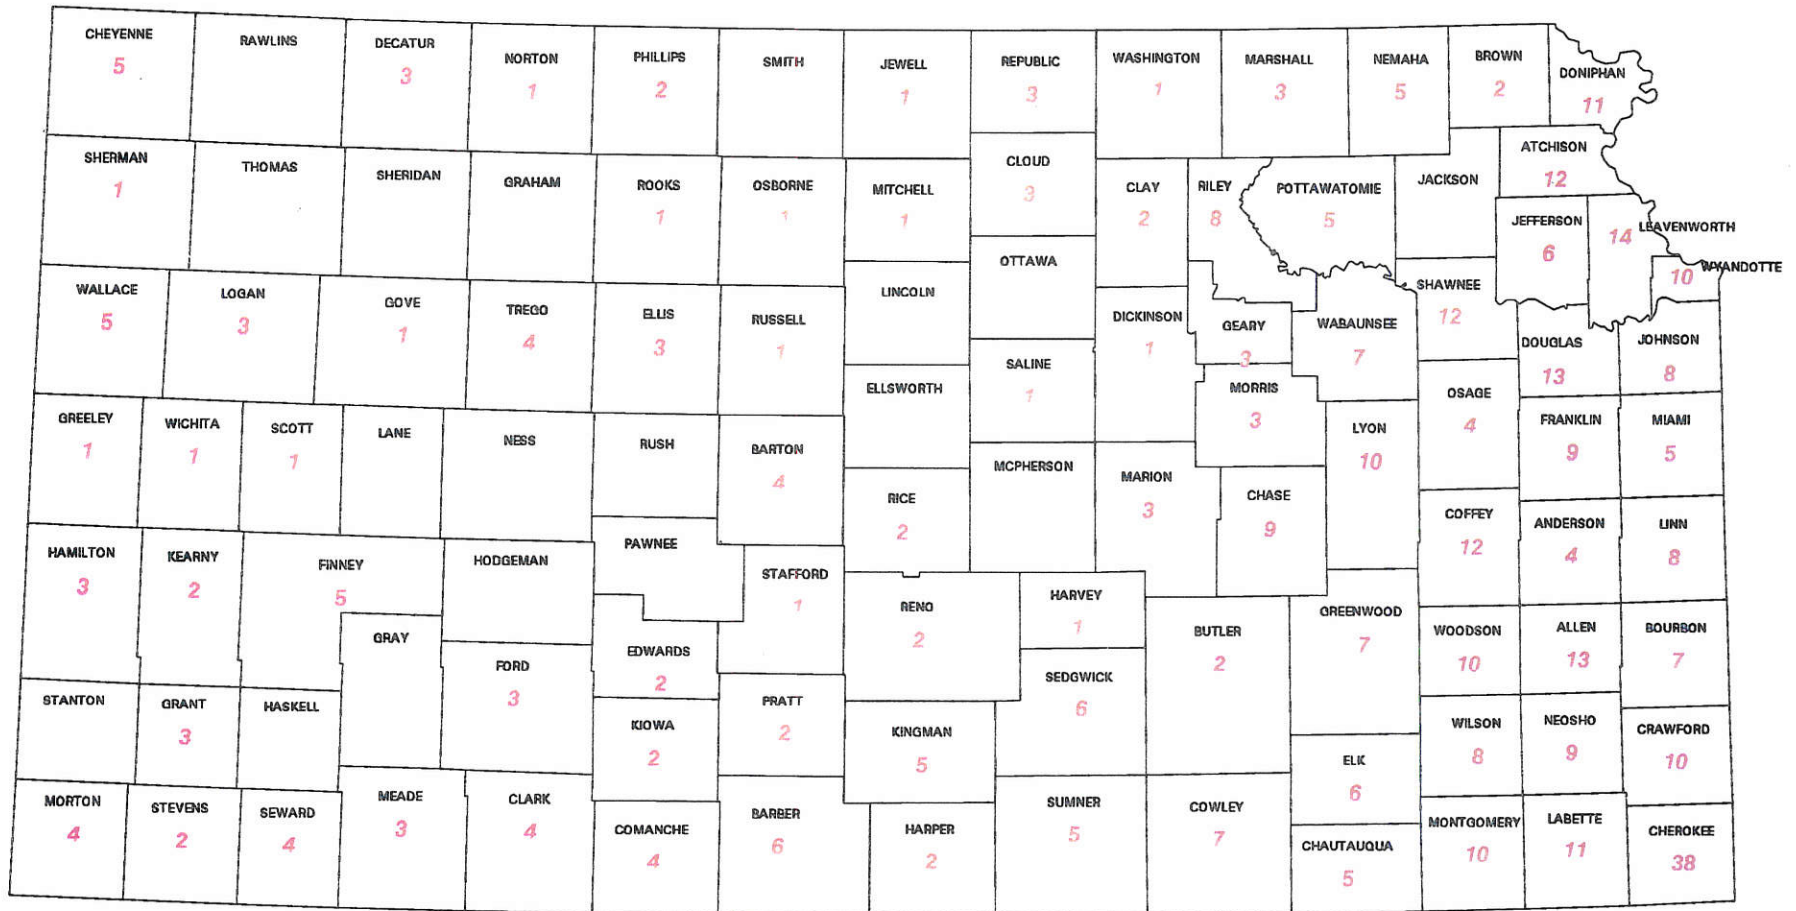 CHEYENNE
5
RAWLINS
DECATUR
3
NORTON
1
PHILLIPS
2
SMITH
JEWELL
1
REPUBLIC
3
WASHINGTON
1
MARSHALL
3
NEMAHA
5
BROWN
2
DONIPHAN
11
SHERMAN
1
THOMAS
SHERIDAN
GRAHAM
ROOKS
1
OSBORNE
1
MITCHELL
1
CLOUD
3
CLAY
2
RILEY
8
POTTAWATOMIE
5
JACKSON
ATCHISON
12
JEFFERSON
6
LEAVENWORTH
14
WYANDOTTE
10
WALLACE
5
LOGAN
3
GOVE
1
TREGO
4
ELLIS
3
RUSSELL
1
LINCOLN
OTTAWA
DICKINSON
1
GEARY
3
WABAUNSEE
7
SHAWNEE
12
DOUGLAS
13
JOHNSON
8
GREELEY
1
WICHITA
1
SCOTT
1
LANE
NESS
RUSH
BARTON
4
ELLSWORTH
SALINE
1
MORRIS
3
OSAGE
4
FRANKLIN
9
MIAMI
5
RICE
2
MCPHERSON
MARION
3
CHASE
9
LYON
10
COFFEY
12
ANDERSON
4
LINN
8
HAMILTON
3
KEARNY
2
FINNEY
5
HODGEMAN
PAWNEE
STAFFORD
1
RENO
2
HARVEY
1
BUTLER
2
GREENWOOD
7
WOODSON
10
ALLEN
13
BOURBON
7
GRAY
FORD
3
EDWARDS
2
PRATT
2
SEDGWICK
6
STANTON
GRANT
3
HASKELL
KIOWA
2
KINGMAN
5
ELK
6
WILSON
8
NEOSHO
9
CRAWFORD
10
MORTON
4
STEVENS
2
SEWARD
4
MEADE
3
CLARK
4
COMANCHE
4
BARBER
6
HARPER
2
SUMNER
5
COWLEY
7
CHAUTAUQUA
5
MONTGOMERY
10
LABETTE
11
CHEROKEE
38